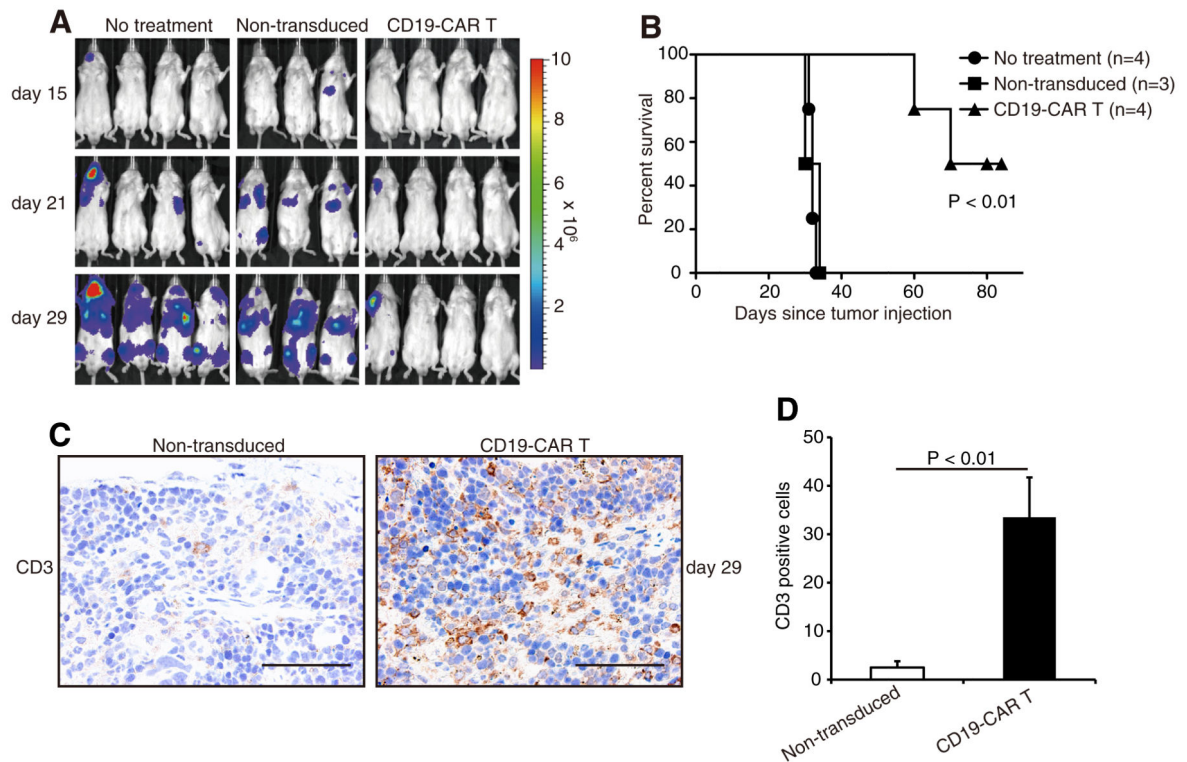 A
No treatment Non-transduced CD19-CAR T
day 15
day 21
day 29
10
8
6
4
2
x 10⁶
B
100
80
60
40
20
0
Percent survival
0 20 40 60 80
Days since tumor injection
No treatment (n=4)
Non-transduced (n=3)
CD19-CAR T (n=4)
P < 0.01
C
Non-transduced CD19-CAR T
CD3
day 29
D
50
40
30
20
10
0
CD3 positive cells
P < 0.01
Non-transduced
CD19-CAR T